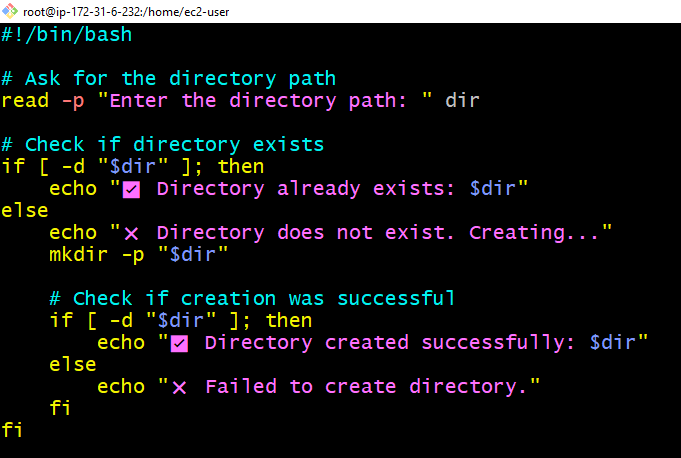 root@ip-172-31-6-232:/home/ec2-user
#!/bin/bash
# Ask for the directory path
read -p "Enter the directory path: " dir
# Check if directory exists
if [ -d "$dir" ]; then
    echo "✅ Directory already exists: $dir"
else
    echo "❌ Directory does not exist. Creating..."
    mkdir -p "$dir"
    # Check if creation was successful
    if [ -d "$dir" ]; then
        echo "✅ Directory created successfully: $dir"
    else
        echo "❌ Failed to create directory."
    fi
fi